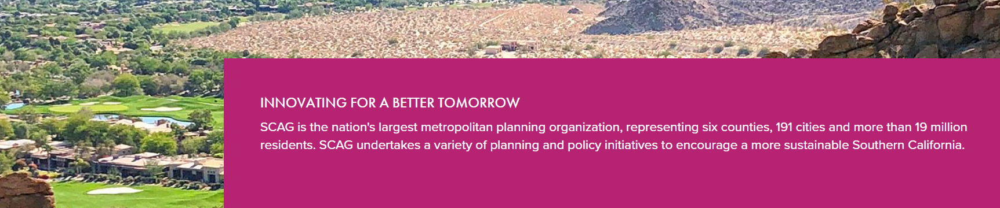 INNOVATING FOR A BETTER TOMORROW
SCAG is the nation's largest metropolitan planning organization, representing six counties, 191 cities and more than 19 million
residents. SCAG undertakes a variety of planning and policy initiatives to encourage a more sustainable Southern California.